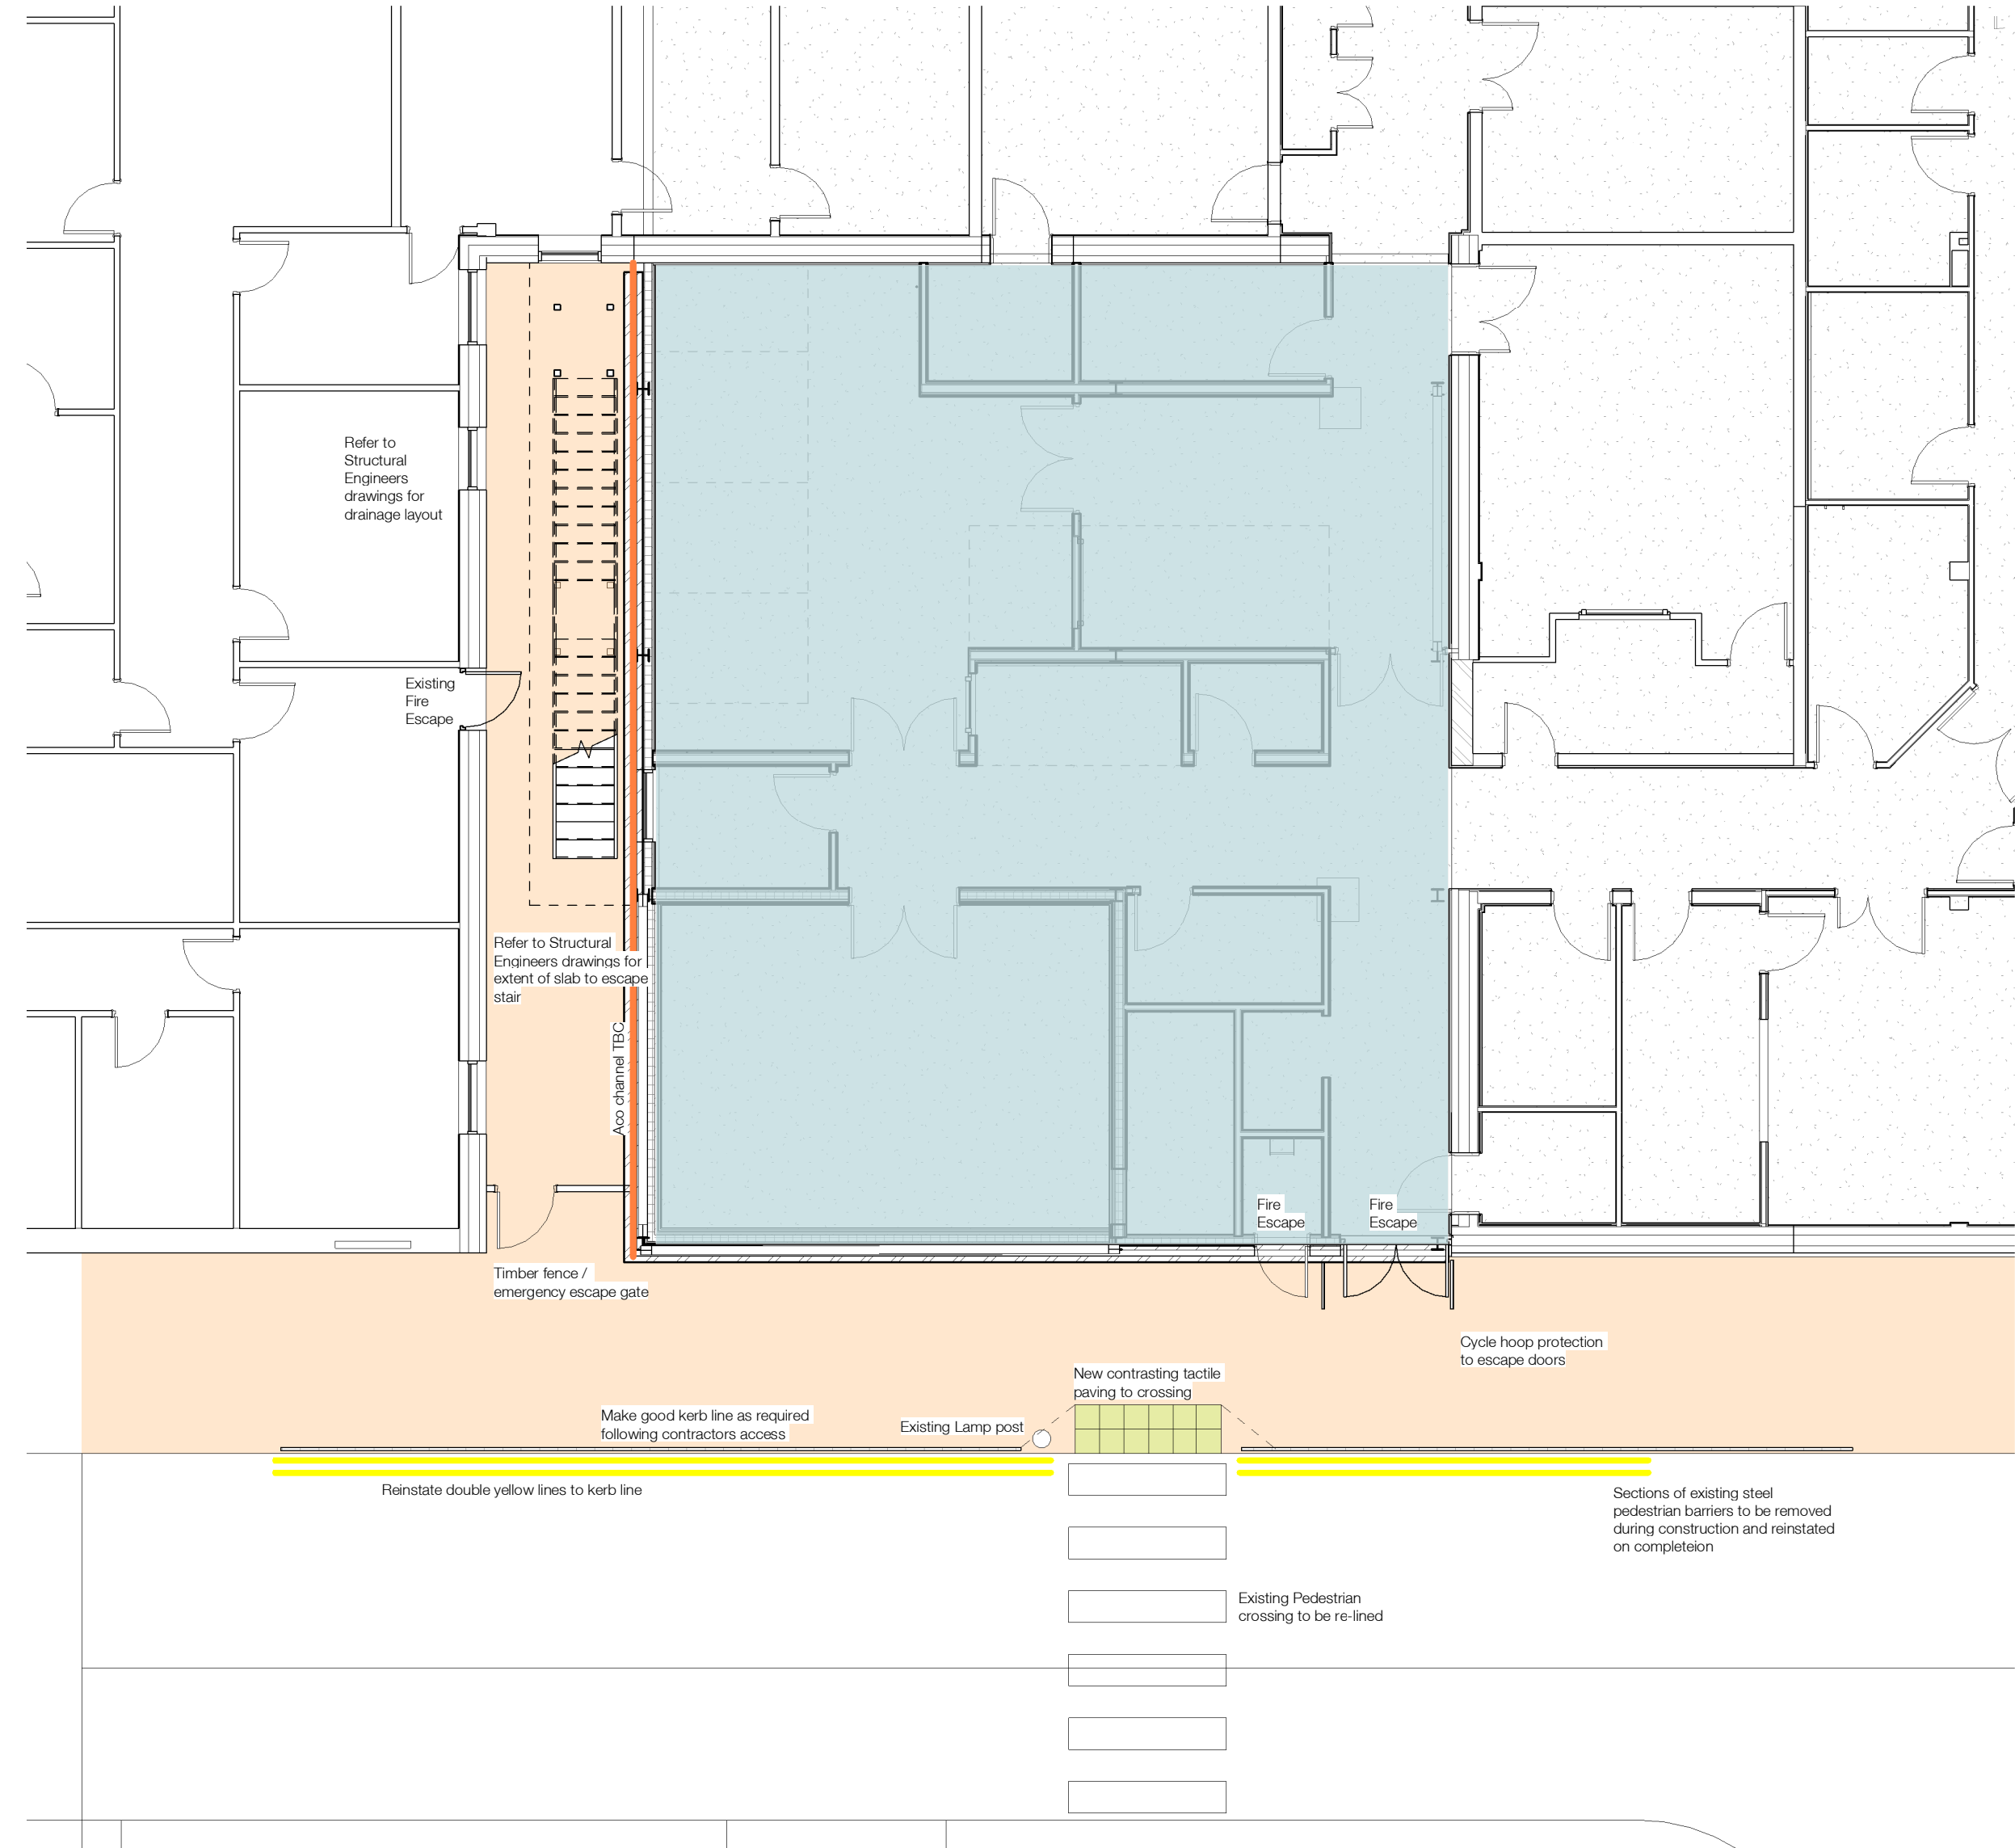 Refer to
Structural
Engineers
drawings for
drainage layout
Existing
Fire
Escape
Refer to Structural
Engineers drawings for
extent of slab to escape
stair
Aco channel TBC
Fire
Escape
Fire
Escape
Timber fence /
emergency escape gate
Cycle hoop protection
to escape doors
New contrasting tactile
paving to crossing
Make good kerb line as required
following contractors access
Existing Lamp post
Reinstate double yellow lines to kerb line
Sections of existing steel
pedestrian barriers to be removed
during construction and reinstated
on completeion
Existing Pedestrian
crossing to be re-lined